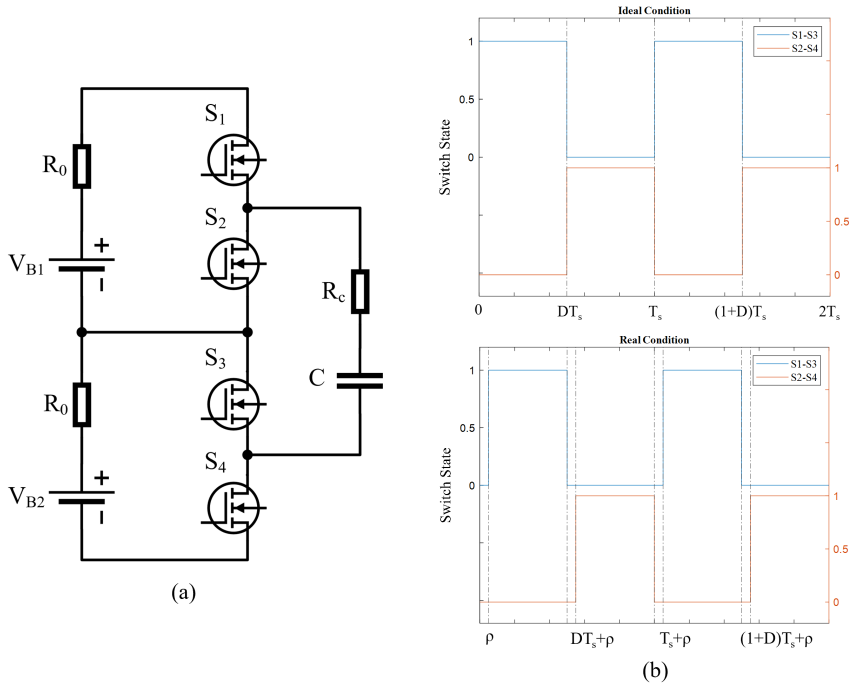 S1
R0
S2
VB1
Rc
S3
C
R0
S4
VB2
(a)
Ideal Condition
S1-S3
S2-S4
1
0.5
0
1
0.5
0
Switch State
0 DTs Ts (1+D)Ts 2Ts
Real Condition
S1-S3
S2-S4
1
0.5
0
1
0.5
0
Switch State
ρ DTs+ρ Ts+ρ (1+D)Ts+ρ
(b)